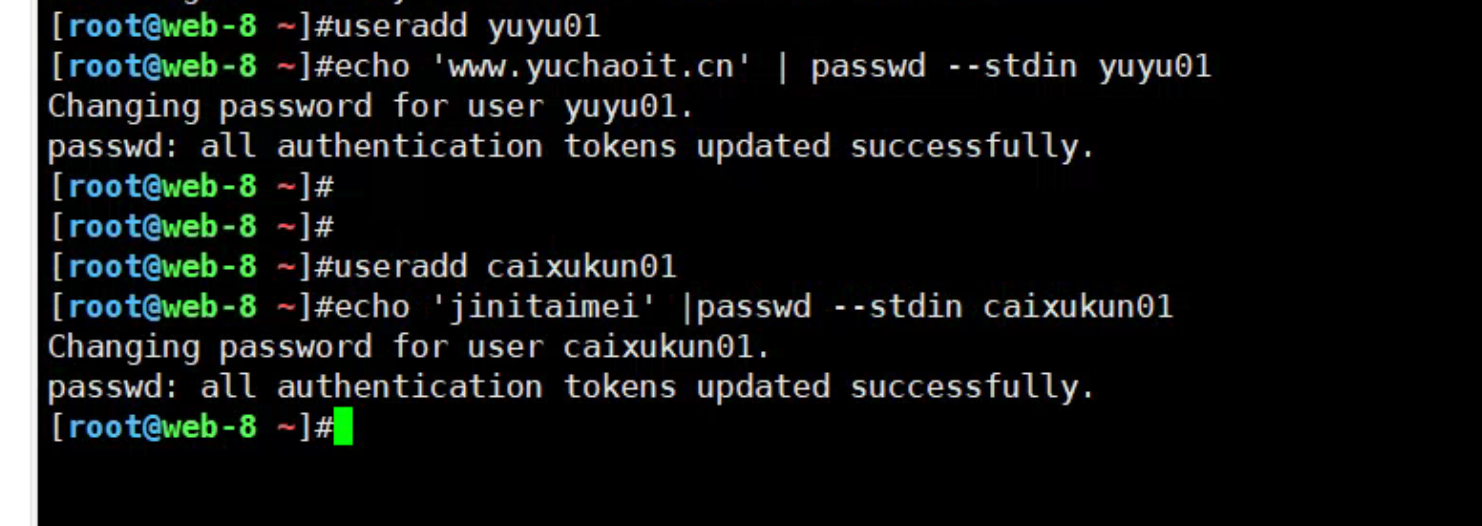 [root@web-8 ~]#useradd yuyu01
[root@web-8 ~]#echo 'www.yuchaoit.cn' | passwd --stdin yuyu01
Changing password for user yuyu01.
passwd: all authentication tokens updated successfully.
[root@web-8 ~]#
[root@web-8 ~]#
[root@web-8 ~]#useradd caixukun01
[root@web-8 ~]#echo 'jinitaimei' |passwd --stdin caixukun01
Changing password for user caixukun01.
passwd: all authentication tokens updated successfully.
[root@web-8 ~]#